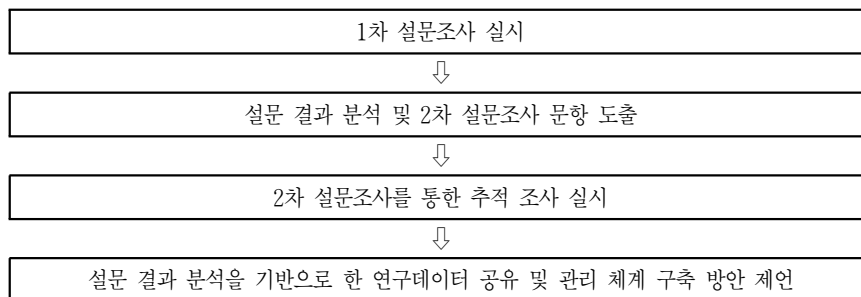 1차 설문조사 실시
⇩
설문 결과 분석 및 2차 설문조사 문항 도출
⇩
2차 설문조사를 통한 추적 조사 실시
⇩
설문 결과 분석을 기반으로 한 연구데이터 공유 및 관리 체계 구축 방안 제언